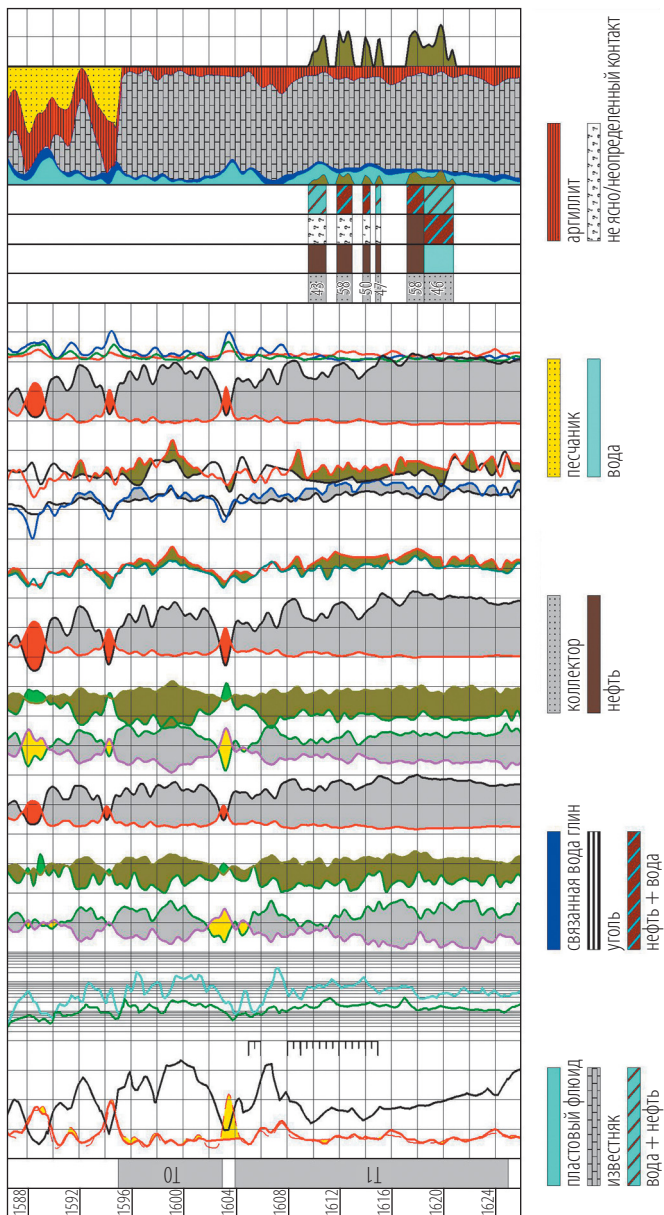 1588
1592
1596
1600
1604
1608
1612
1616
1620
1624
T0
T1
43
58
50
47
58
46
пластовый флюид
известняк
вода + нефть
связанная вода глин
уголь
нефть + вода
коллектор
нефть
песчаник
вода
аргиллит
не ясно/неопределенный контакт